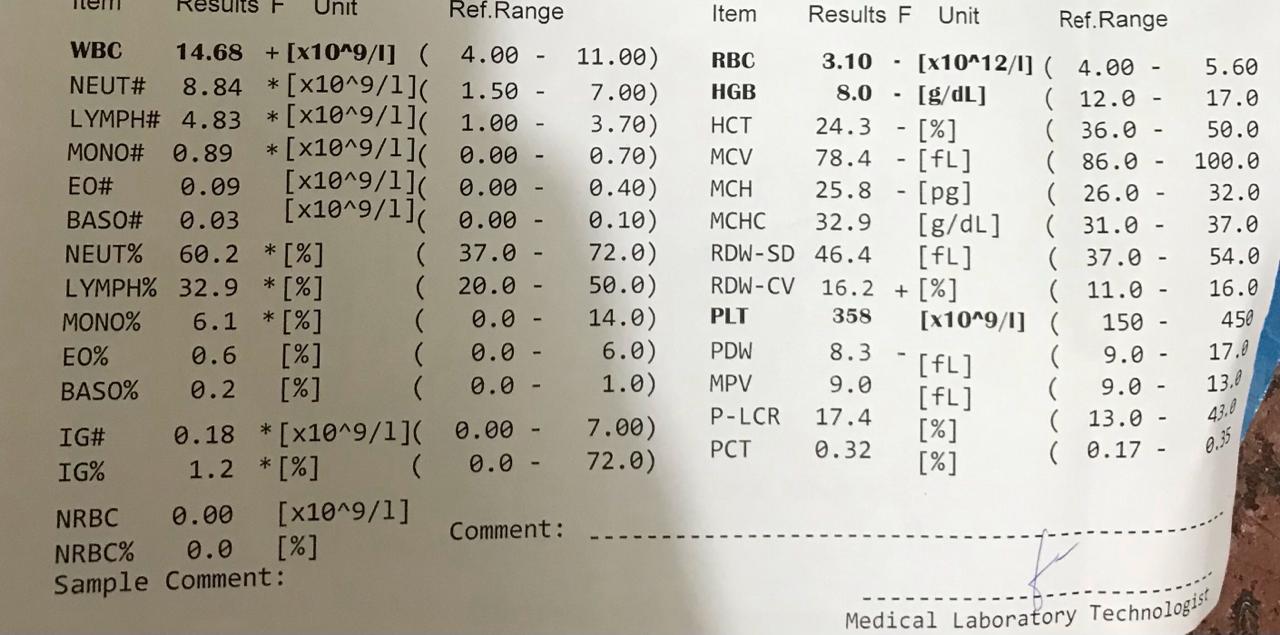 Item Results F Unit Ref.Range
WBC 14.68 + [x10^9/l] ( 4.00 - 11.00)
NEUT# 8.84 * [x10^9/l]( 1.50 - 7.00)
LYMPH# 4.83 * [x10^9/l]( 1.00 - 3.70)
MONO# 0.89 * [x10^9/l]( 0.00 - 0.70)
EO# 0.09 [x10^9/l]( 0.00 - 0.40)
BASO# 0.03 [x10^9/l]( 0.00 - 0.10)
NEUT% 60.2 * [%] ( 37.0 - 72.0)
LYMPH% 32.9 * [%] ( 20.0 - 50.0)
MONO% 6.1 * [%] ( 0.0 - 14.0)
EO% 0.6 [%] ( 0.0 - 6.0)
BASO% 0.2 [%] ( 0.0 - 1.0)
IG# 0.18 * [x10^9/l]( 0.00 - 7.00)
IG% 1.2 * [%] ( 0.0 - 72.0)
NRBC 0.00 [x10^9/l]
NRBC% 0.0 [%]
Sample Comment:
Item Results F Unit Ref.Range
RBC 3.10 - [x10^12/l] ( 4.00 - 5.60
HGB 8.0 - [g/dL] ( 12.0 - 17.0
HCT 24.3 - [%] ( 36.0 - 50.0
MCV 78.4 - [fL] ( 86.0 - 100.0
MCH 25.8 - [pg] ( 26.0 - 32.0
MCHC 32.9 [g/dL] ( 31.0 - 37.0
RDW-SD 46.4 [fL] ( 37.0 - 54.0
RDW-CV 16.2 + [%] ( 11.0 - 16.0
PLT 358 [x10^9/l] ( 150 - 450
PDW 8.3 - [fL] ( 9.0 - 17.0
MPV 9.0 [fL] ( 9.0 - 13.0
P-LCR 17.4 [%] ( 13.0 - 43.0
PCT 0.32 [%] ( 0.17 - 0.35
Comment:
Medical Laboratory Technologist